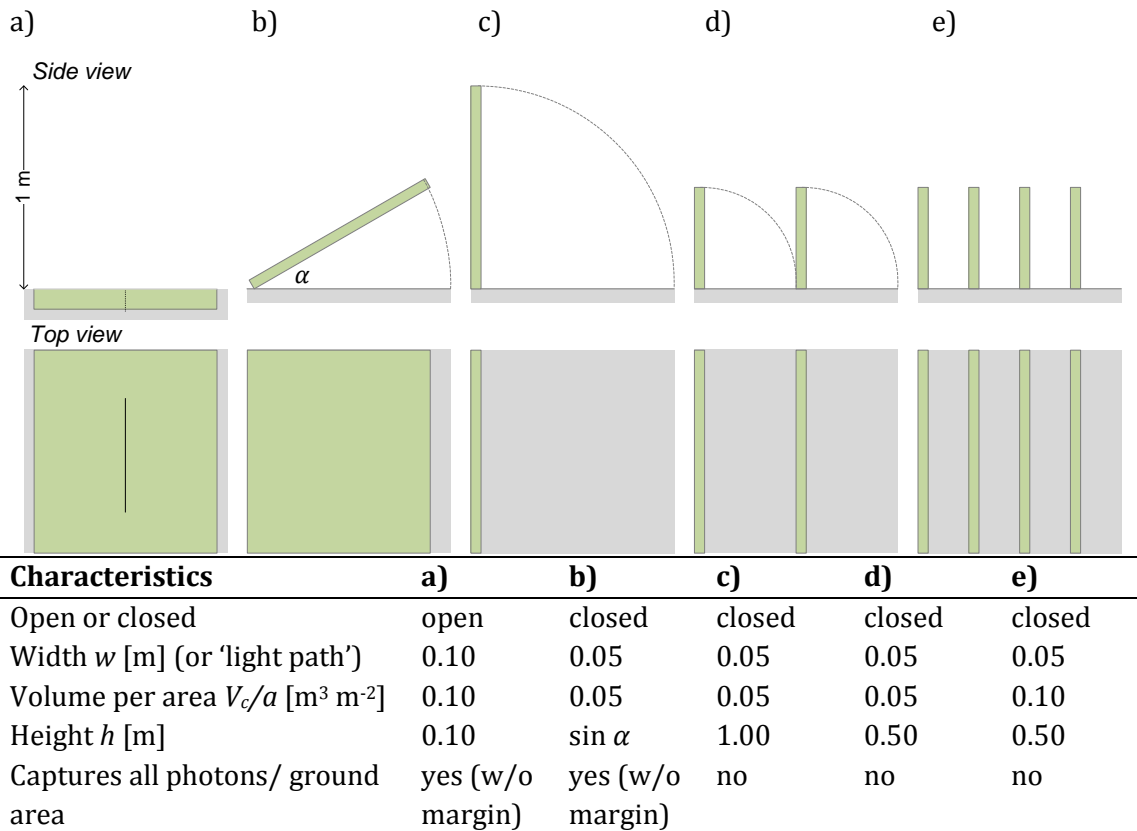 a) b) c) d) e)
Side view
1 m
α
Top view
Characteristics a) b) c) d) e)
Open or closed open closed closed closed closed
Width w [m] (or ‘light path’) 0.10 0.05 0.05 0.05 0.05
Volume per area Vc/a [m³ m⁻²] 0.10 0.05 0.05 0.05 0.10
Height h [m] 0.10 sin α 1.00 0.50 0.50
Captures all photons/ ground yes (w/o yes (w/o no no no
area margin) margin)